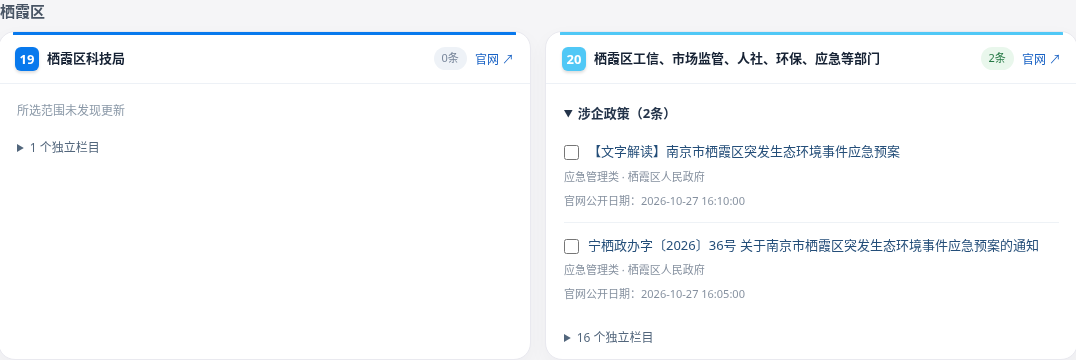 栖霞区
19 栖霞区科技局 0条 官网 ↗
所选范围未发现更新
▶ 1 个独立栏目
20 栖霞区工信、市场监管、人社、环保、应急等部门 2条 官网 ↗
▼ 涉企政策（2条）
【文字解读】南京市栖霞区突发生态环境事件应急预案
应急管理类 · 栖霞区人民政府
官网公开日期：2026-10-27 16:10:00
宁栖政办字〔2026〕36号 关于南京市栖霞区突发生态环境事件应急预案的通知
应急管理类 · 栖霞区人民政府
官网公开日期：2026-10-27 16:05:00
▶ 16 个独立栏目